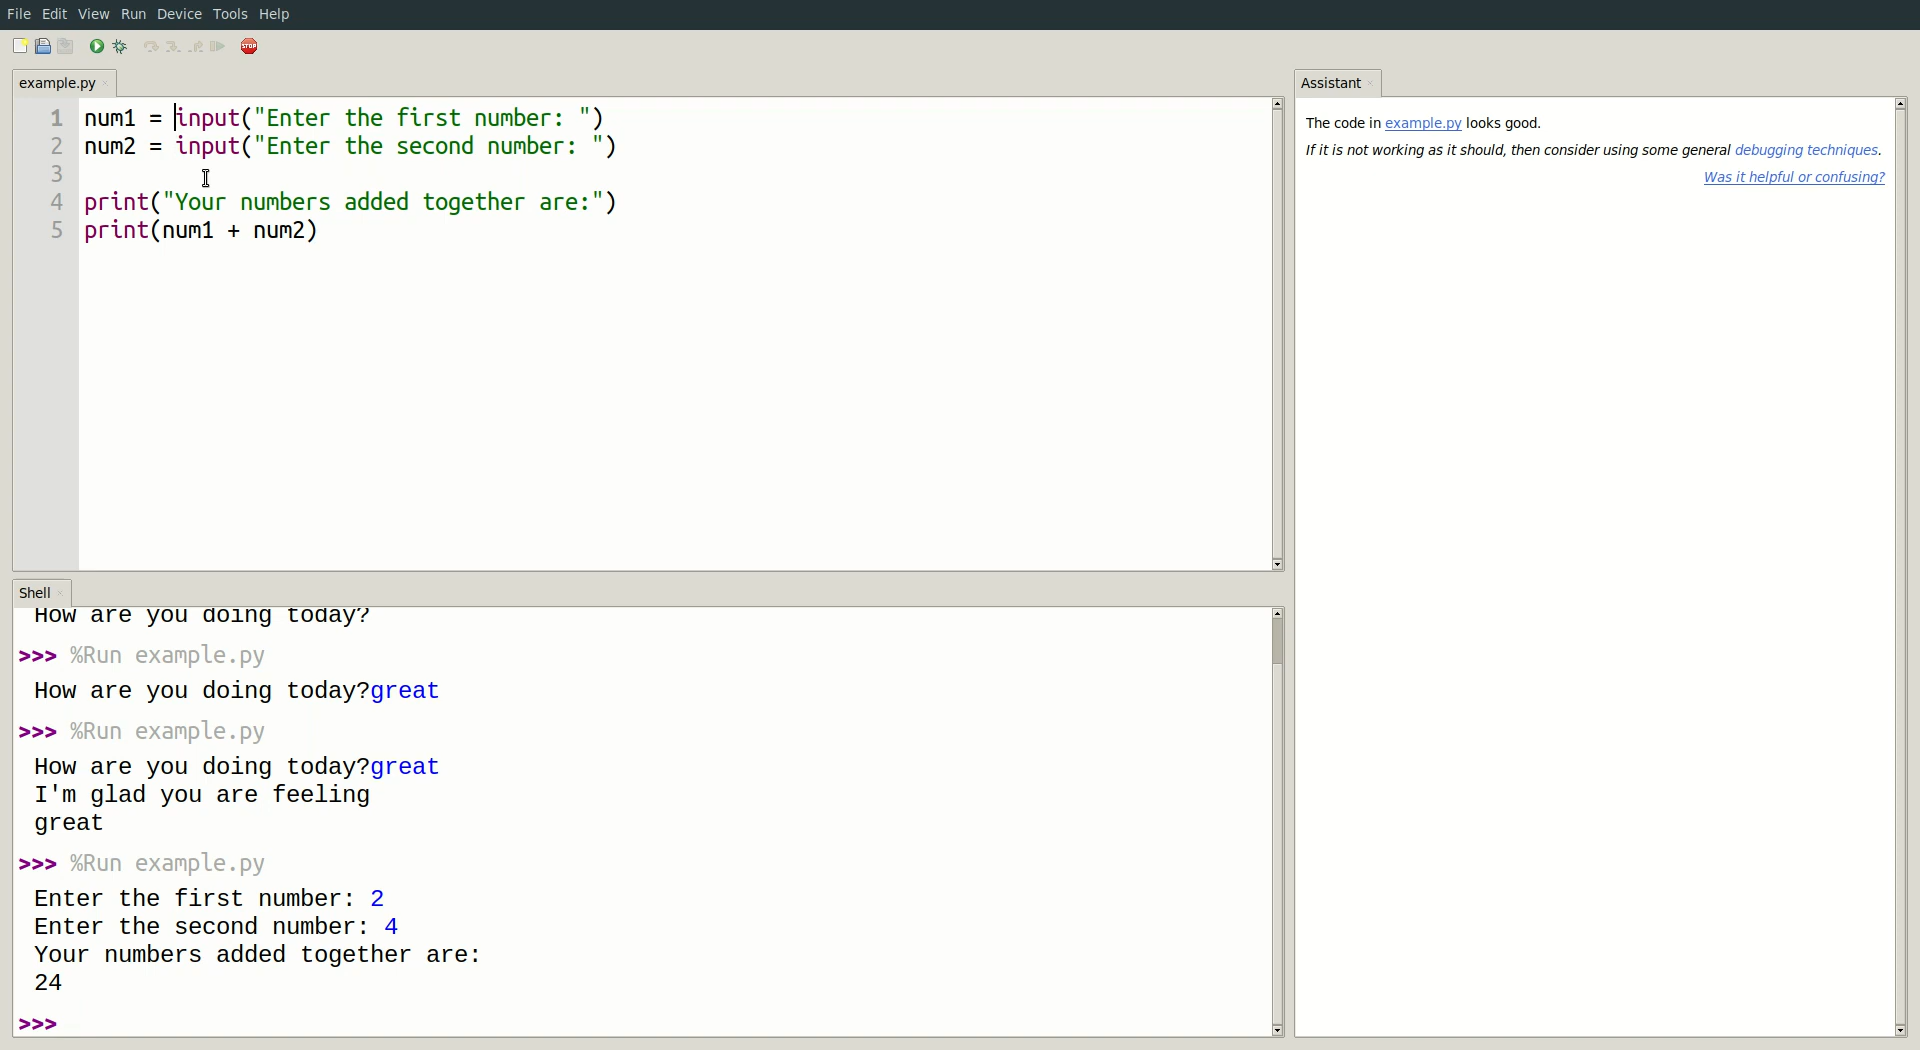 File Edit View Run Device Tools Help
STOP
example.py
1 num1 = input("Enter the first number: ")
2 num2 = input("Enter the second number: ")
3
4 print("Your numbers added together are:")
5 print(num1 + num2)
Shell
How are you doing today?
>>> %Run example.py
How are you doing today?great
>>> %Run example.py
How are you doing today?great
I'm glad you are feeling
great
>>> %Run example.py
Enter the first number: 2
Enter the second number: 4
Your numbers added together are:
24
>>>
Assistant
The code in example.py looks good.
If it is not working as it should, then consider using some general debugging techniques.
Was it helpful or confusing?